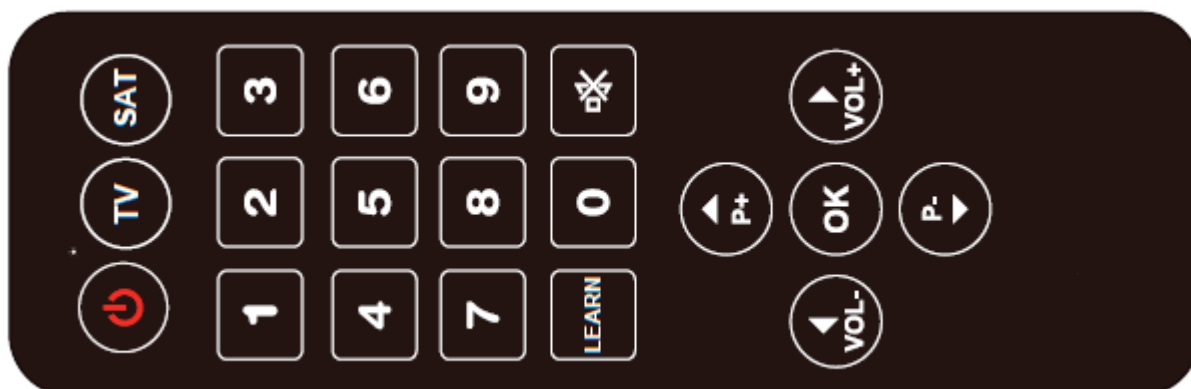 TV SAT
1 2 3
4 5 6
7 8 9
LEARN 0
P+
VOL- OK VOL+
P-